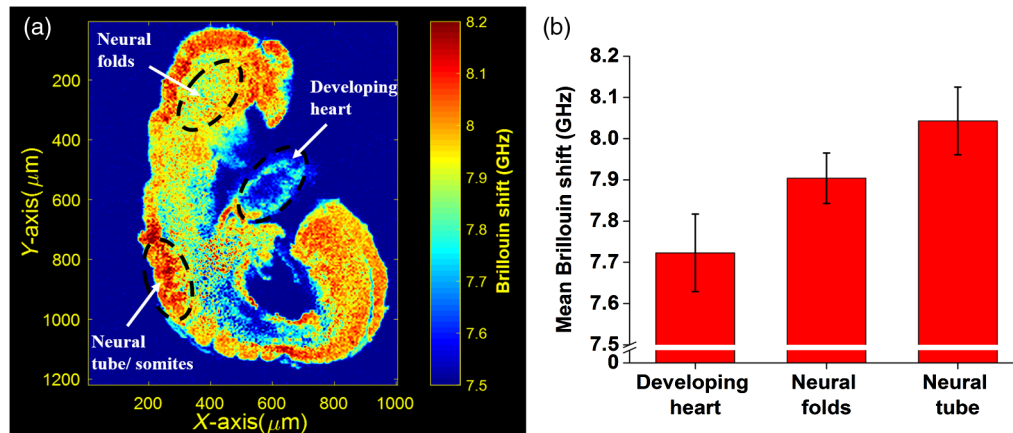 (a)
Neural
folds
Developing
heart
Neural
tube/ somites
200
400
600
800
1000
1200
Y-axis(μm)
200 400 600 800 1000
X-axis(μm)
8.2
8.1
8
7.9
7.8
7.7
7.6
7.5
Brillouin shift (GHz)
(b)
8.2
8.1
8.0
7.9
7.8
7.7
7.6
7.5
0
Mean Brillouin shift (GHz)
Developing
heart
Neural
folds
Neural
tube